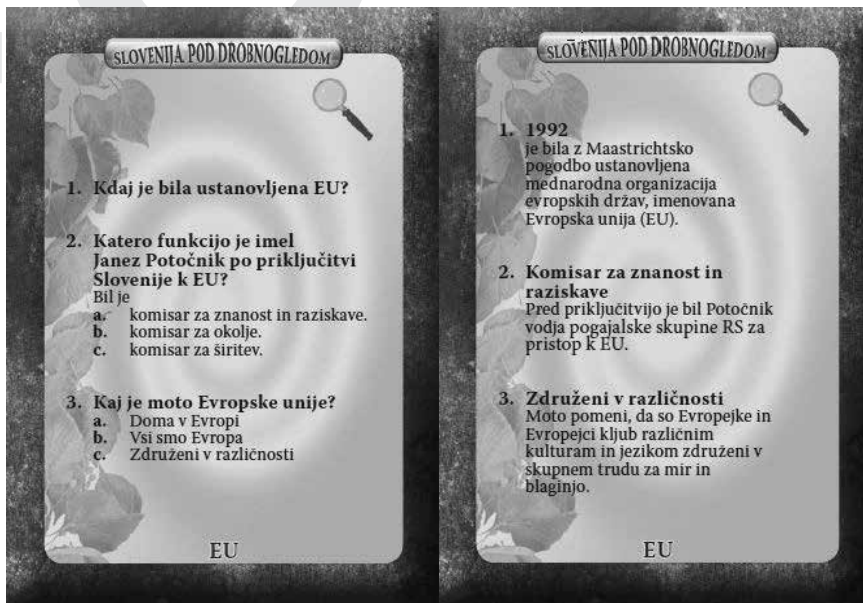 SLOVENIJA POD DROBNOGLEDOM
1. Kdaj je bila ustanovljena EU?
2. Katero funkcijo je imel
Janez Potočnik po priključitvi
Slovenije k EU?
Bil je
a. komisar za znanost in raziskave.
b. komisar za okolje.
c. komisar za širitev.
3. Kaj je moto Evropske unije?
a. Doma v Evropi
b. Vsi smo Evropa
c. Združeni v različnosti
EU
SLOVENIJA POD DROBNOGLEDOM
1. 1992
je bila z Maastrichtsko
pogodbo ustanovljena
mednarodna organizacija
evropskih držav, imenovana
Evropska unija (EU).
2. Komisar za znanost in
raziskave
Pred priključitvijo je bil Potočnik
vodja pogajalske skupine RS za
pristop k EU.
3. Združeni v različnosti
Moto pomeni, da so Evropejke in
Evropejci kljub različnim
kulturam in jezikom združeni v
skupnem trudu za mir in
blaginjo.
EU